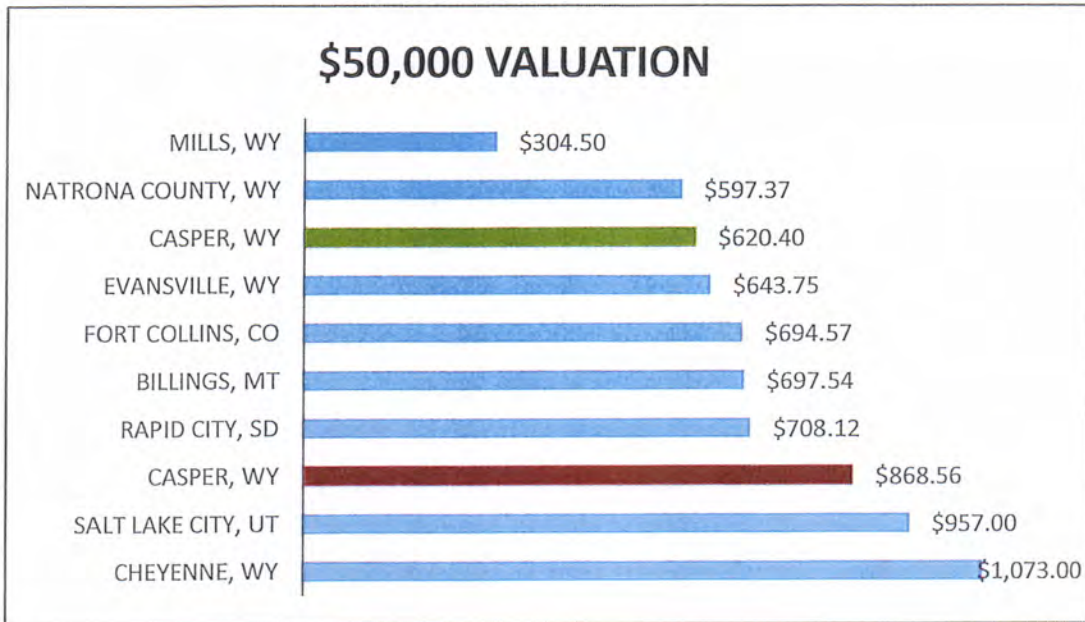 $50,000 VALUATION
MILLS, WY $304.50
NATRONA COUNTY, WY $597.37
CASPER, WY $620.40
EVANSVILLE, WY $643.75
FORT COLLINS, CO $694.57
BILLINGS, MT $697.54
RAPID CITY, SD $708.12
CASPER, WY $868.56
SALT LAKE CITY, UT $957.00
CHEYENNE, WY $1,073.00